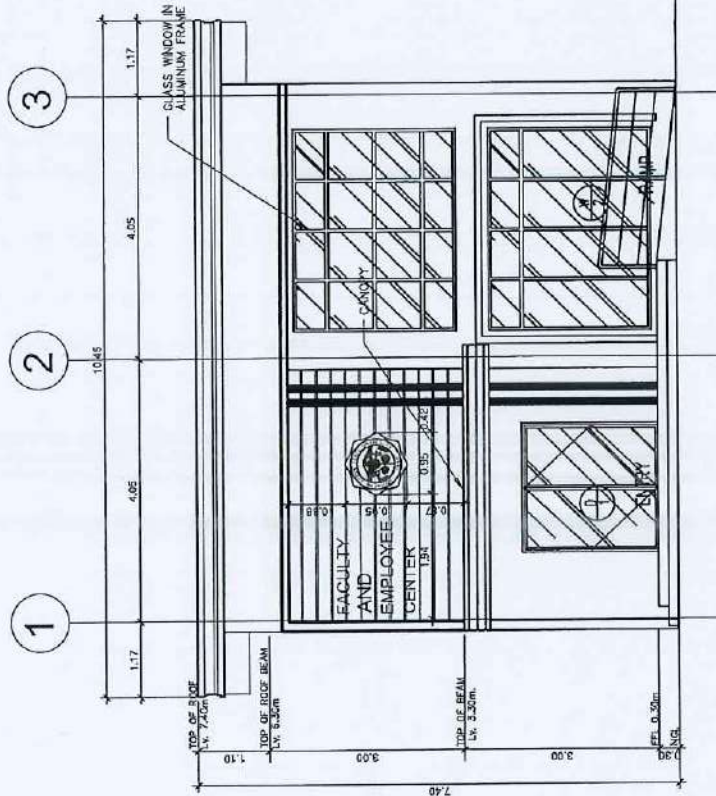 1
2
3
10.45
1.17
4.05
4.05
1.17
GLASS WINDOW IN
ALUMINUM FRAME
TOP OF ROOF
Lv. 7.40m
1.10
TOP OF ROOF BEAM
Lv. 6.30m
FACULTY
AND
EMPLOYEE
CENTER
0.95
0.95
0.42
1.94
0.87
CANOPY
3.00
TOP OF BEAM
Lv. 3.30m.
3.00
7.40
ENTRY
RAMP
FFL 0.30m
0.30
NGL